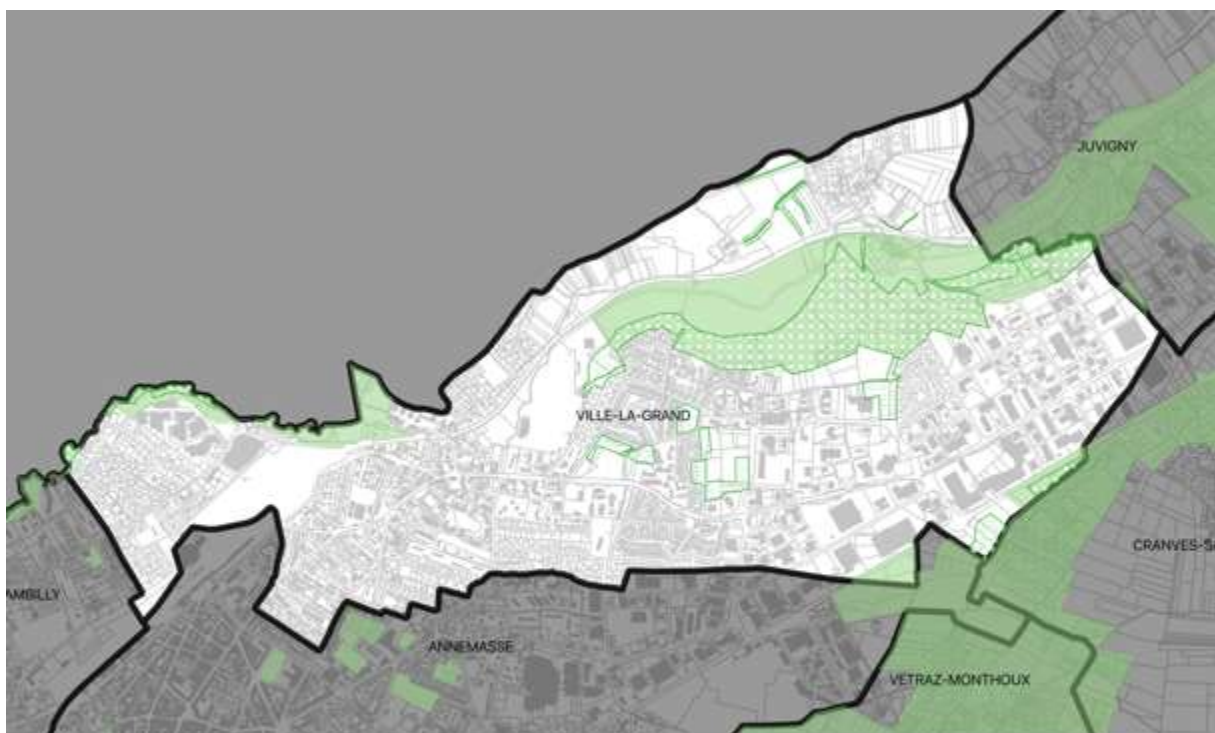 JUVIGNY
VILLE-LA-GRAND
CRANVES-SA
AMBILLY
ANNEMASSE
VETRAZ-MONTHOUX